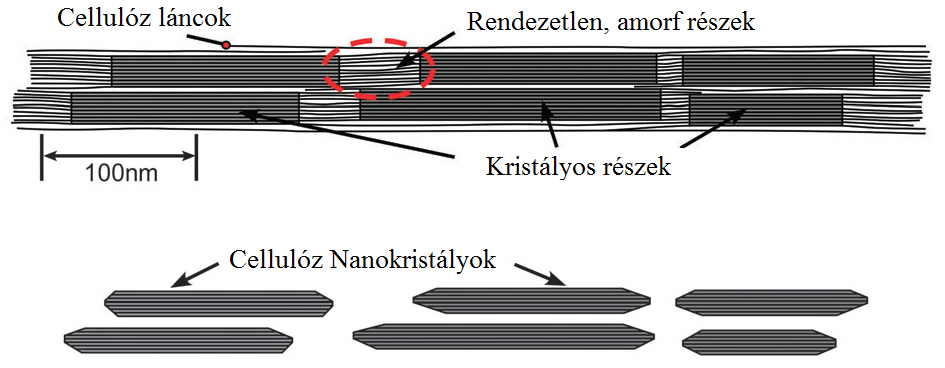 Cellulóz láncok
Rendezetlen, amorf részek
Kristályos részek
100nm
Cellulóz Nanokristályok